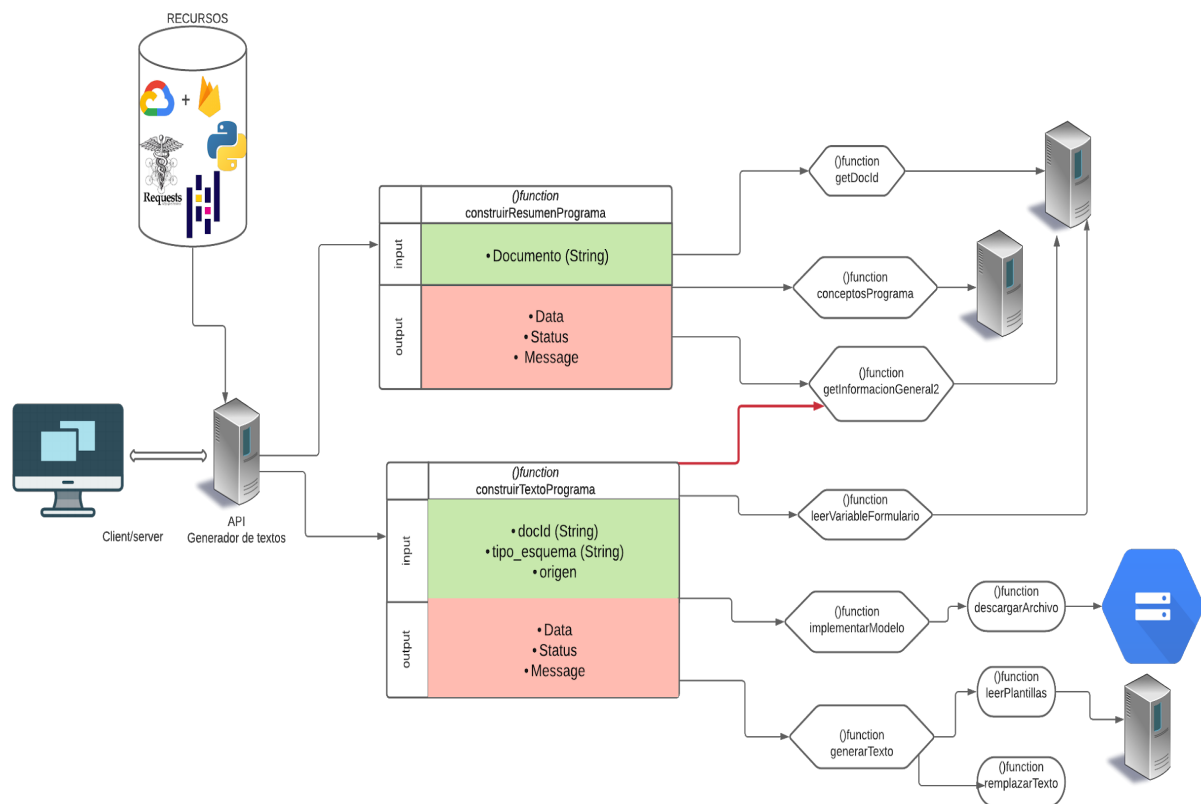 RECURSOS
+
Requests
()function
construirResumenPrograma
input
• Documento (String)
output
• Data
• Status
• Message
()function
getDocId
()function
conceptosPrograma
()function
getInformacionGeneral2
Client/server
API
Generador de textos
()function
construirTextoPrograma
input
• docId (String)
• tipo_esquema (String)
• origen
output
• Data
• Status
• Message
()function
leerVariableFormulario
()function
implementarModelo
()function
descargarArchivo
()function
generarTexto
()function
leerPlantillas
()function
remplazarTexto